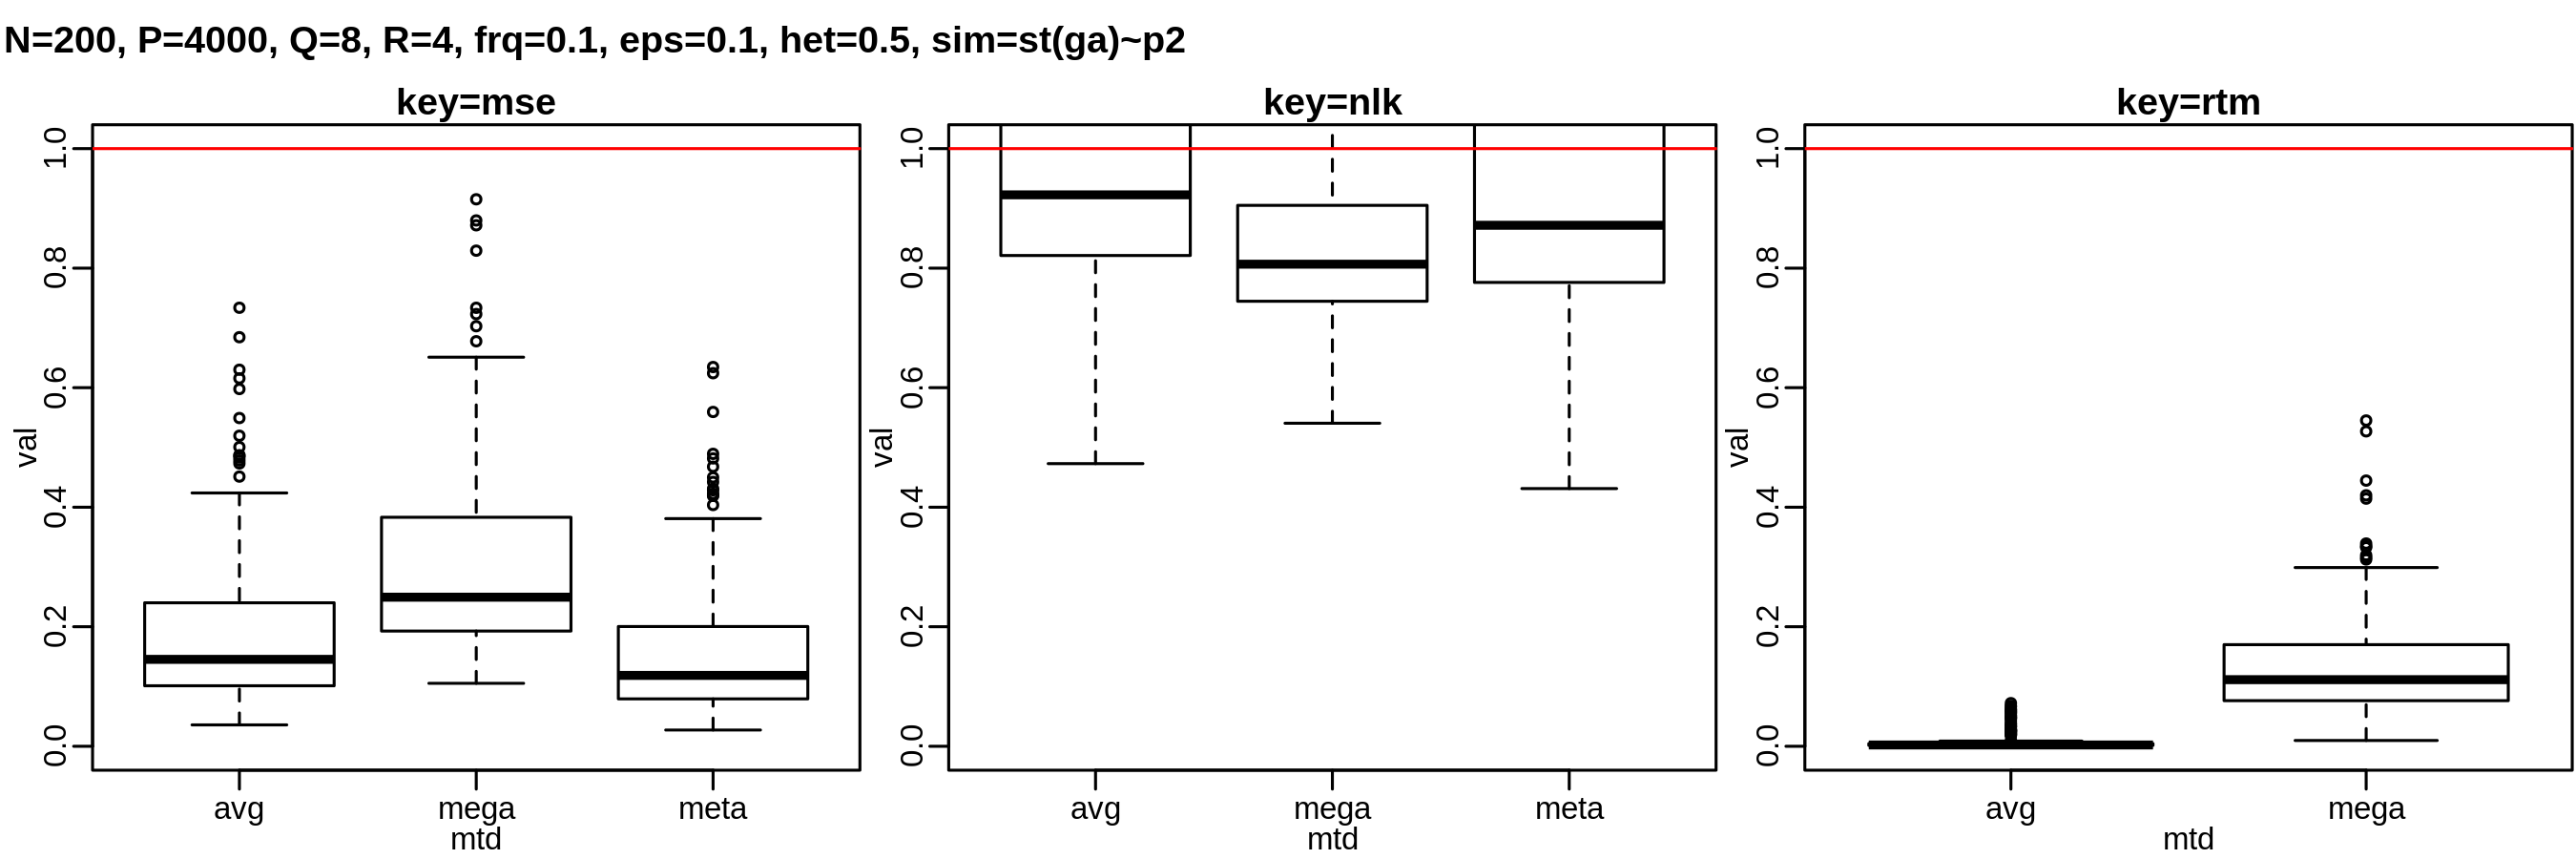 N=200, P=4000, Q=8, R=4, frq=0.1, eps=0.1, het=0.5, sim=st(ga)~p2
key=mse
val
1.0
0.8
0.6
0.4
0.2
0.0
avg mega meta
mtd
key=nlk
val
1.0
0.8
0.6
0.4
0.2
0.0
avg mega meta
mtd
key=rtm
val
1.0
0.8
0.6
0.4
0.2
0.0
avg mega
mtd